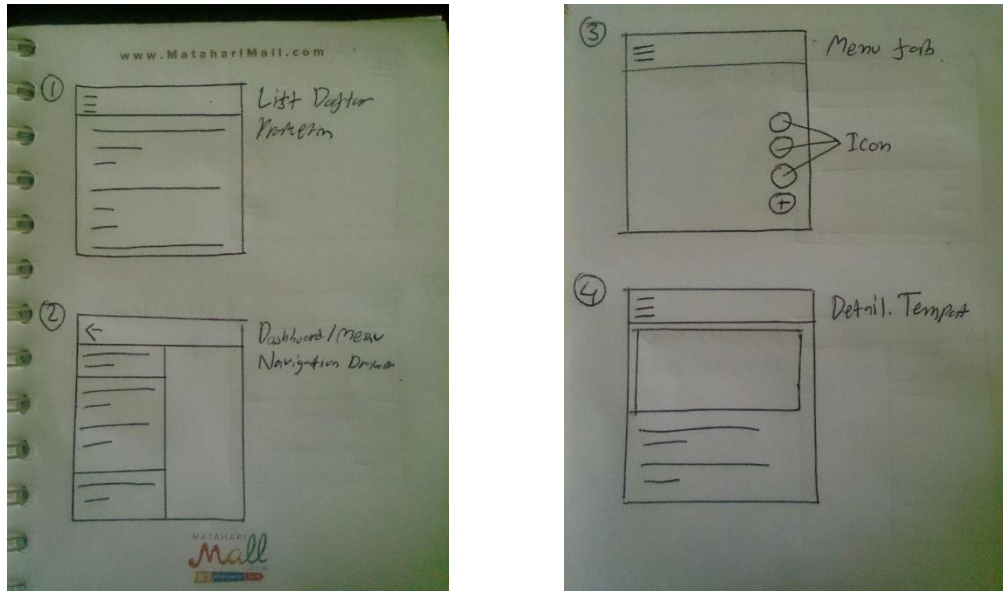 www.MatahariMall.com
1
List Daftar
2
Dashboard/Menu
Navigation Drawer
MATAHARI
Mall
3
Menu fab.
Icon
+
4
Detail. Tempat